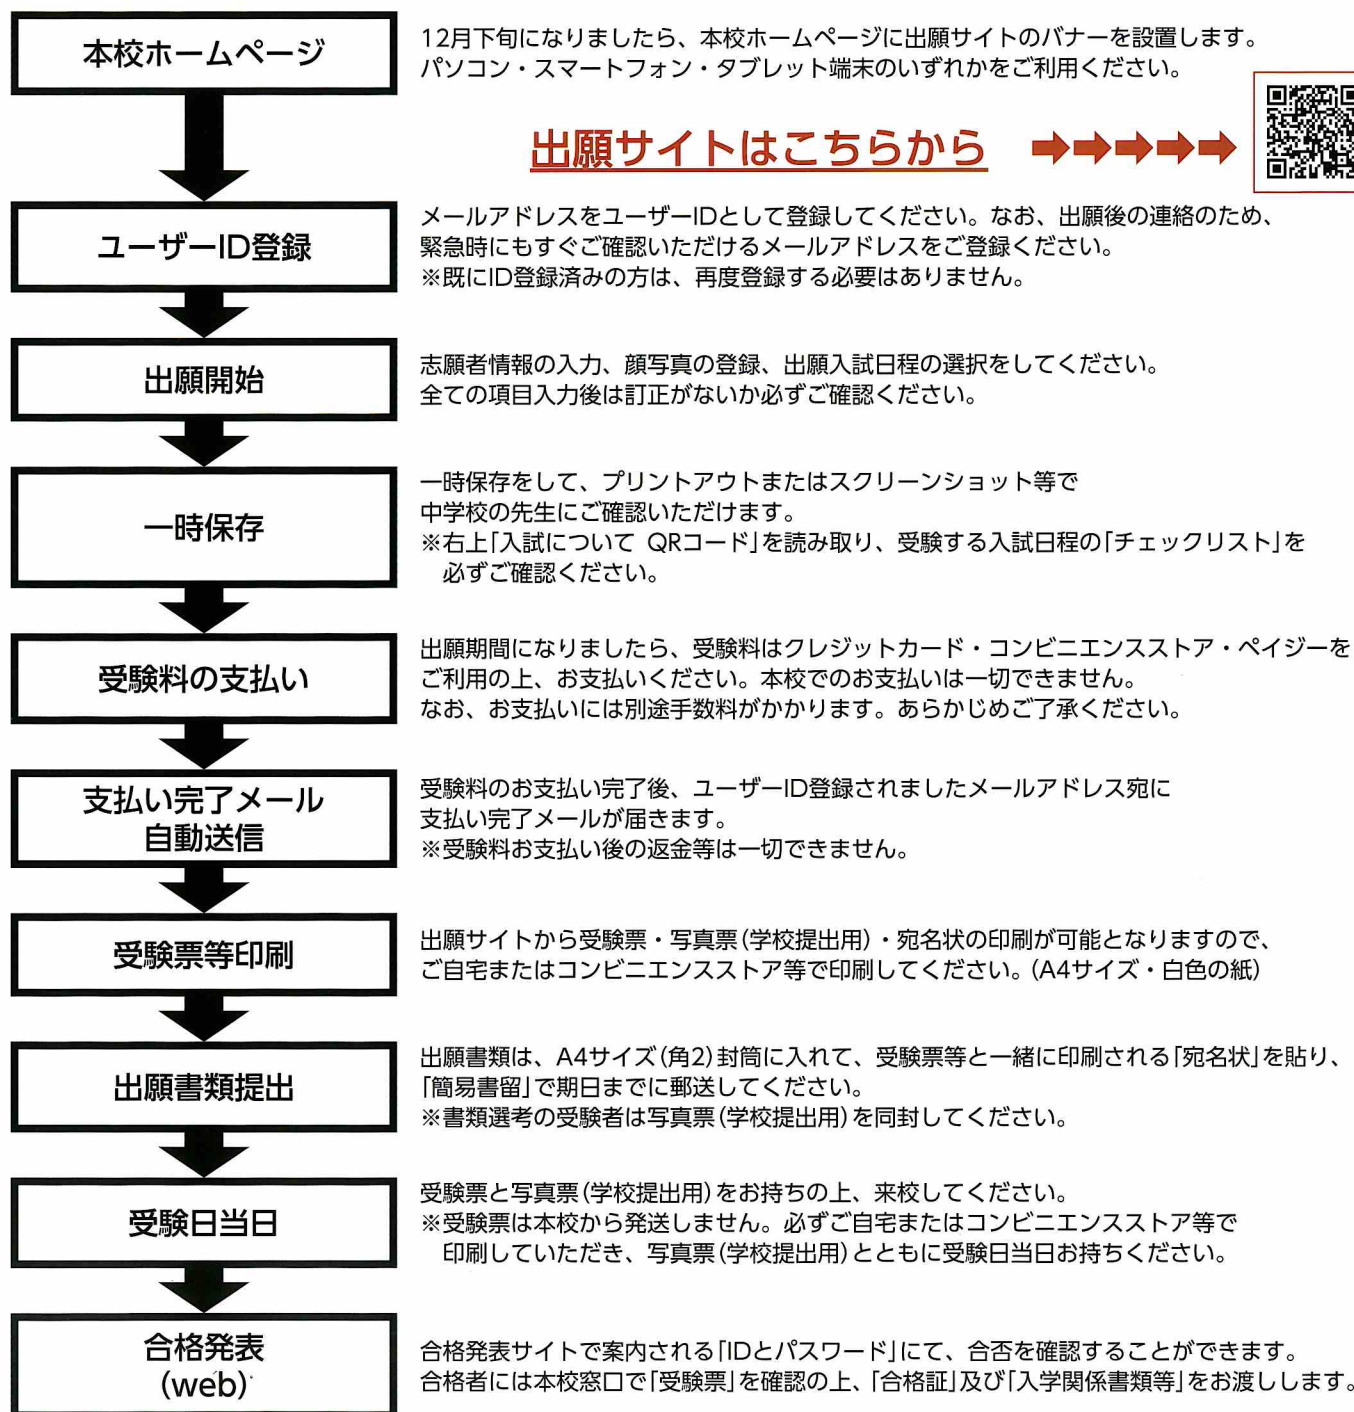 本校ホームページ
12月下旬になりましたら、本校ホームページに出願サイトのバナーを設置します。
パソコン・スマートフォン・タブレット端末のいずれかをご利用ください。
出願サイトはこちらから
ユーザーID登録
メールアドレスをユーザーIDとして登録してください。なお、出願後の連絡のため、
緊急時にもすぐご確認いただけるメールアドレスをご登録ください。
※既にID登録済みの方は、再度登録する必要はありません。
出願開始
志願者情報の入力、顔写真の登録、出願入試日程の選択をしてください。
全ての項目入力後は訂正がないか必ずご確認ください。
一時保存
一時保存をして、プリントアウトまたはスクリーンショット等で
中学校の先生にご確認いただけます。
※右上「入試について QRコード」を読み取り、受験する入試日程の「チェックリスト」を
必ずご確認ください。
受験料の支払い
出願期間になりましたら、受験料はクレジットカード・コンビニエンスストア・ペイジーを
ご利用の上、お支払いください。本校でのお支払いは一切できません。
なお、お支払いには別途手数料がかかります。あらかじめご了承ください。
支払い完了メール
自動送信
受験料のお支払い完了後、ユーザーID登録されましたメールアドレス宛に
支払い完了メールが届きます。
※受験料お支払い後の返金等は一切できません。
受験票等印刷
出願サイトから受験票・写真票(学校提出用)・宛名状の印刷が可能となりますので、
ご自宅またはコンビニエンスストア等で印刷してください。(A4サイズ・白色の紙)
出願書類提出
出願書類は、A4サイズ(角2)封筒に入れて、受験票等と一緒に印刷される「宛名状」を貼り、
「簡易書留」で期日までに郵送してください。
※書類選考の受験者は写真票(学校提出用)を同封してください。
受験日当日
受験票と写真票(学校提出用)をお持ちの上、来校してください。
※受験票は本校から発送しません。必ずご自宅またはコンビニエンスストア等で
印刷していただき、写真票(学校提出用)とともに受験日当日お持ちください。
合格発表
(web)
合格発表サイトで案内される「IDとパスワード」にて、合否を確認することができます。
合格者には本校窓口で「受験票」を確認の上、「合格証」及び「入学関係書類等」をお渡しします。